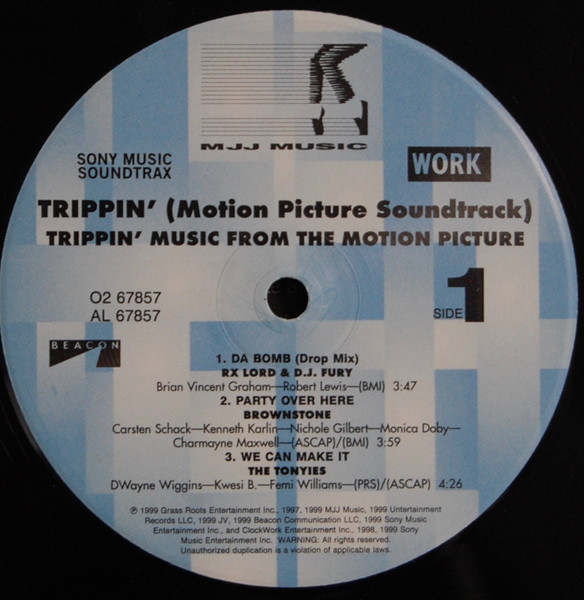 MJJ MUSIC
SONY MUSIC
SOUNDTRAX
WORK
TRIPPIN' (Motion Picture Soundtrack)
TRIPPIN' MUSIC FROM THE MOTION PICTURE
O2 67857
AL 67857
SIDE 1
BEACON
1. DA BOMB (Drop Mix)
RX LORD & D.J. FURY
Brian Vincent Graham—Robert Lewis—(BMI) 3:47
2. PARTY OVER HERE
BROWNSTONE
Carsten Schack—Kenneth Karlin—Nichole Gilbert—Monica Doby—
Charmayne Maxwell—(ASCAP)/(BMI) 3:59
3. WE CAN MAKE IT
THE TONYIES
DWayne Wiggins—Kwesi B.—Femi Williams—(PRS)/(ASCAP) 4:26
℗ 1999 Grass Roots Entertainment Inc., 1997, 1999 MJJ Music, 1999 Untertainment
Records LLC, 1999 JV, 1999 Beacon Communication LLC, 1999 Sony Music
Entertainment Inc., and ClockWork Entertainment Inc., 1998, 1999 Sony
Music Entertainment Inc. WARNING: All rights reserved.
Unauthorized duplication is a violation of applicable laws.